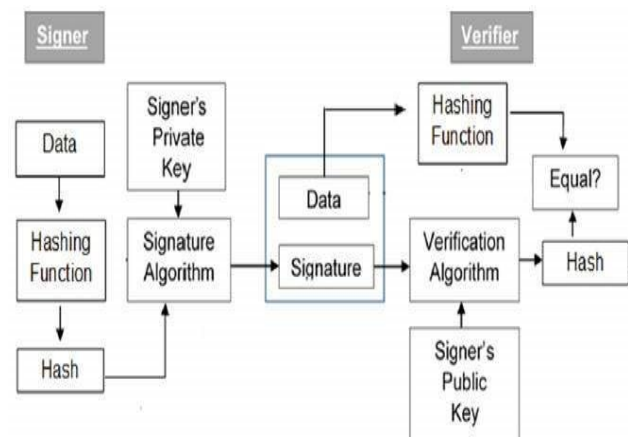 Signer
Verifier
Data
Hashing
Function
Hash
Signer's
Private
Key
Signature
Algorithm
Data
Signature
Hashing
Function
Equal?
Verification
Algorithm
Hash
Signer's
Public
Key